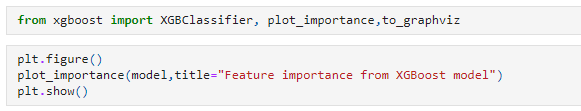 from xgboost import XGBClassifier, plot_importance,to_graphviz
plt.figure()
plot_importance(model,title="Feature importance from XGBoost model")
plt.show()